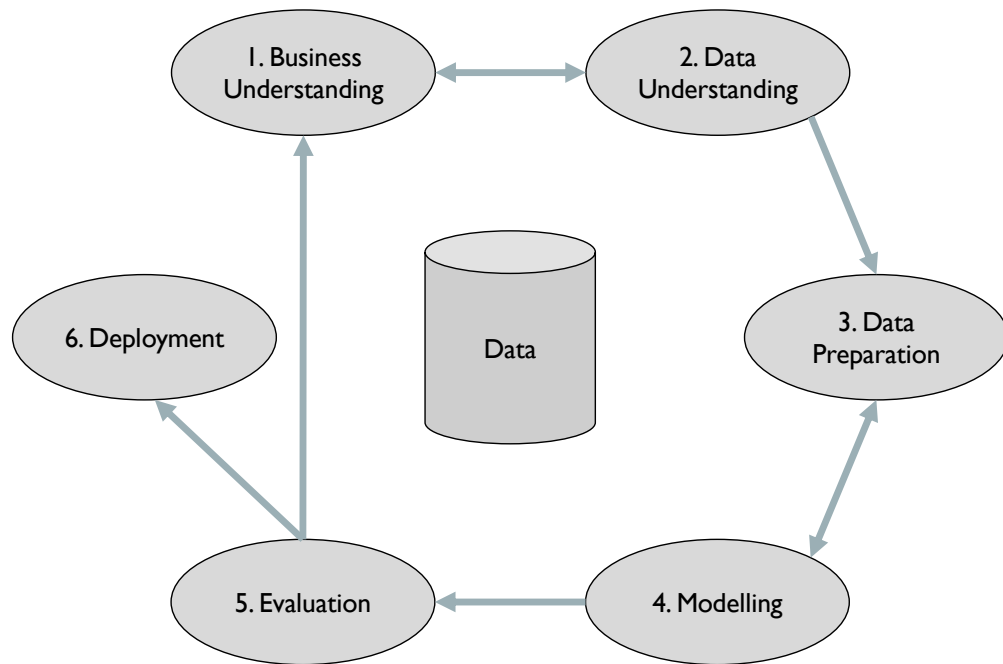 1. Business
Understanding
2. Data
Understanding
6. Deployment
Data
3. Data
Preparation
5. Evaluation
4. Modelling